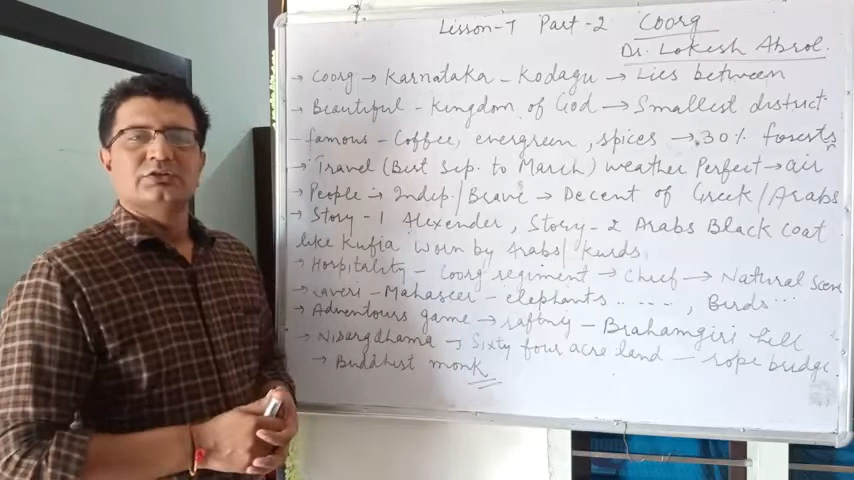 Lisson-7 Part-2 Coorg
Dr. Lokesh Absol.
→ Coorg → Karnataka - Kodagu → Lies between
→ Beautiful - Kingdom of God → Smallest district
- famous - Coffee, evergreen, spices → 30% forests
→ Travel (Best Sep. to March) weather Perfect → air
→ People → Indep./Brave → Decent of Greek/Arabs
→ Story-1 Alexender, Story-2 Arabs Black coat
like Kufia worn by Arabs/Kurds
→ Hospitality - Coorg regiment → Chief → Natural Scene
→ Kaveri - Mahaseer - elephants ...., Birds...
→ Adventours game → rafting - Brahamgiri hill
→ Nisargdhama → Sixty four acre land - rope bridge
→ Buddhist monk